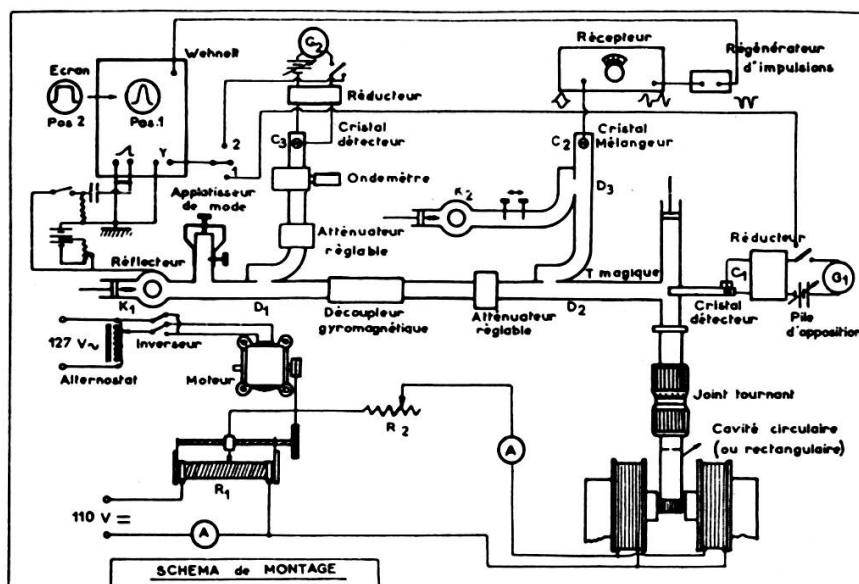 Wehnelt
G2
Récepteur
Régénérateur
d'impulsions
Ecran
Pos 2
Pos.1
Réducteur
Y
2
1
C3
Cristal
détecteur
C2
Cristal
Mélangeur
Ondemètre
Applatisseur
de mode
K2
D3
Atténuateur
réglable
Réflecteur
T magique
Réducteur
C1
G1
K1
D1
Découpleur
gyromagnétique
Atténuateur
réglable
D2
Cristal
détecteur
Pile
d'apposition
127 V~
Inverseur
Alternostat
Moteur
Joint tournant
R2
A
Cavité circulaire
(ou rectangulaire)
R1
110 V =
A
SCHEMA de MONTAGE